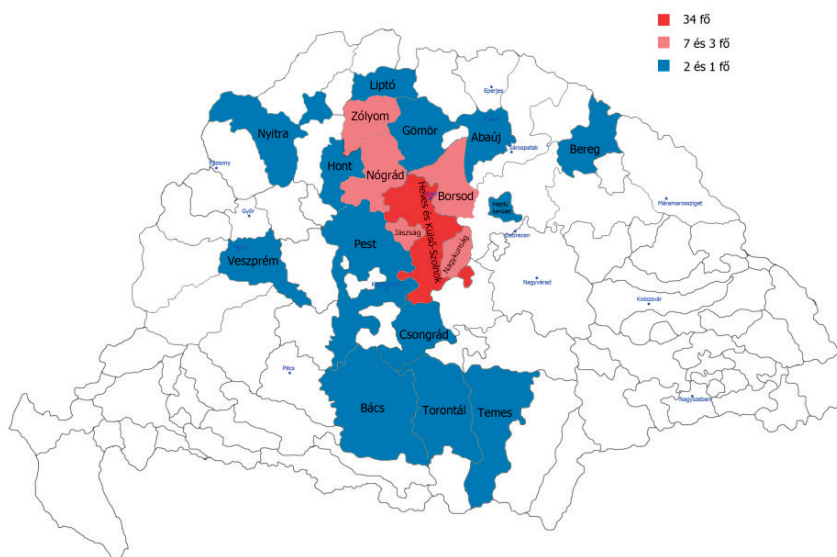 34 fő
7 és 3 fő
2 és 1 fő
Liptó
Eperjes
Zólyom
Nyitra
Gömör
Abaúj
Sárospatak
Bereg
Pozsony
Hont
Nógrád
Borsod
Heves és Külső-Szolnok
Máramarossziget
Győr
Jászság
Nagykunság
Debrecen
Pest
Veszprém
Nagyvárad
Kolozsvár
Csongrád
Pécs
Bács
Torontál
Temes
Nagyszeben